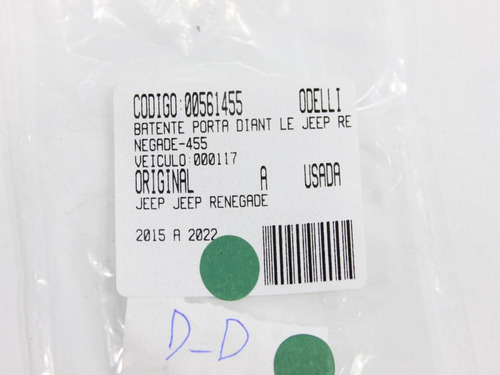 CODIGO:00561455 ODELLI
BATENTE PORTA DIANT LE JEEP RE
NEGADE-455
VEICULO:000117
ORIGINAL A USADA
JEEP JEEP RENEGADE
2015 A 2022
D_D